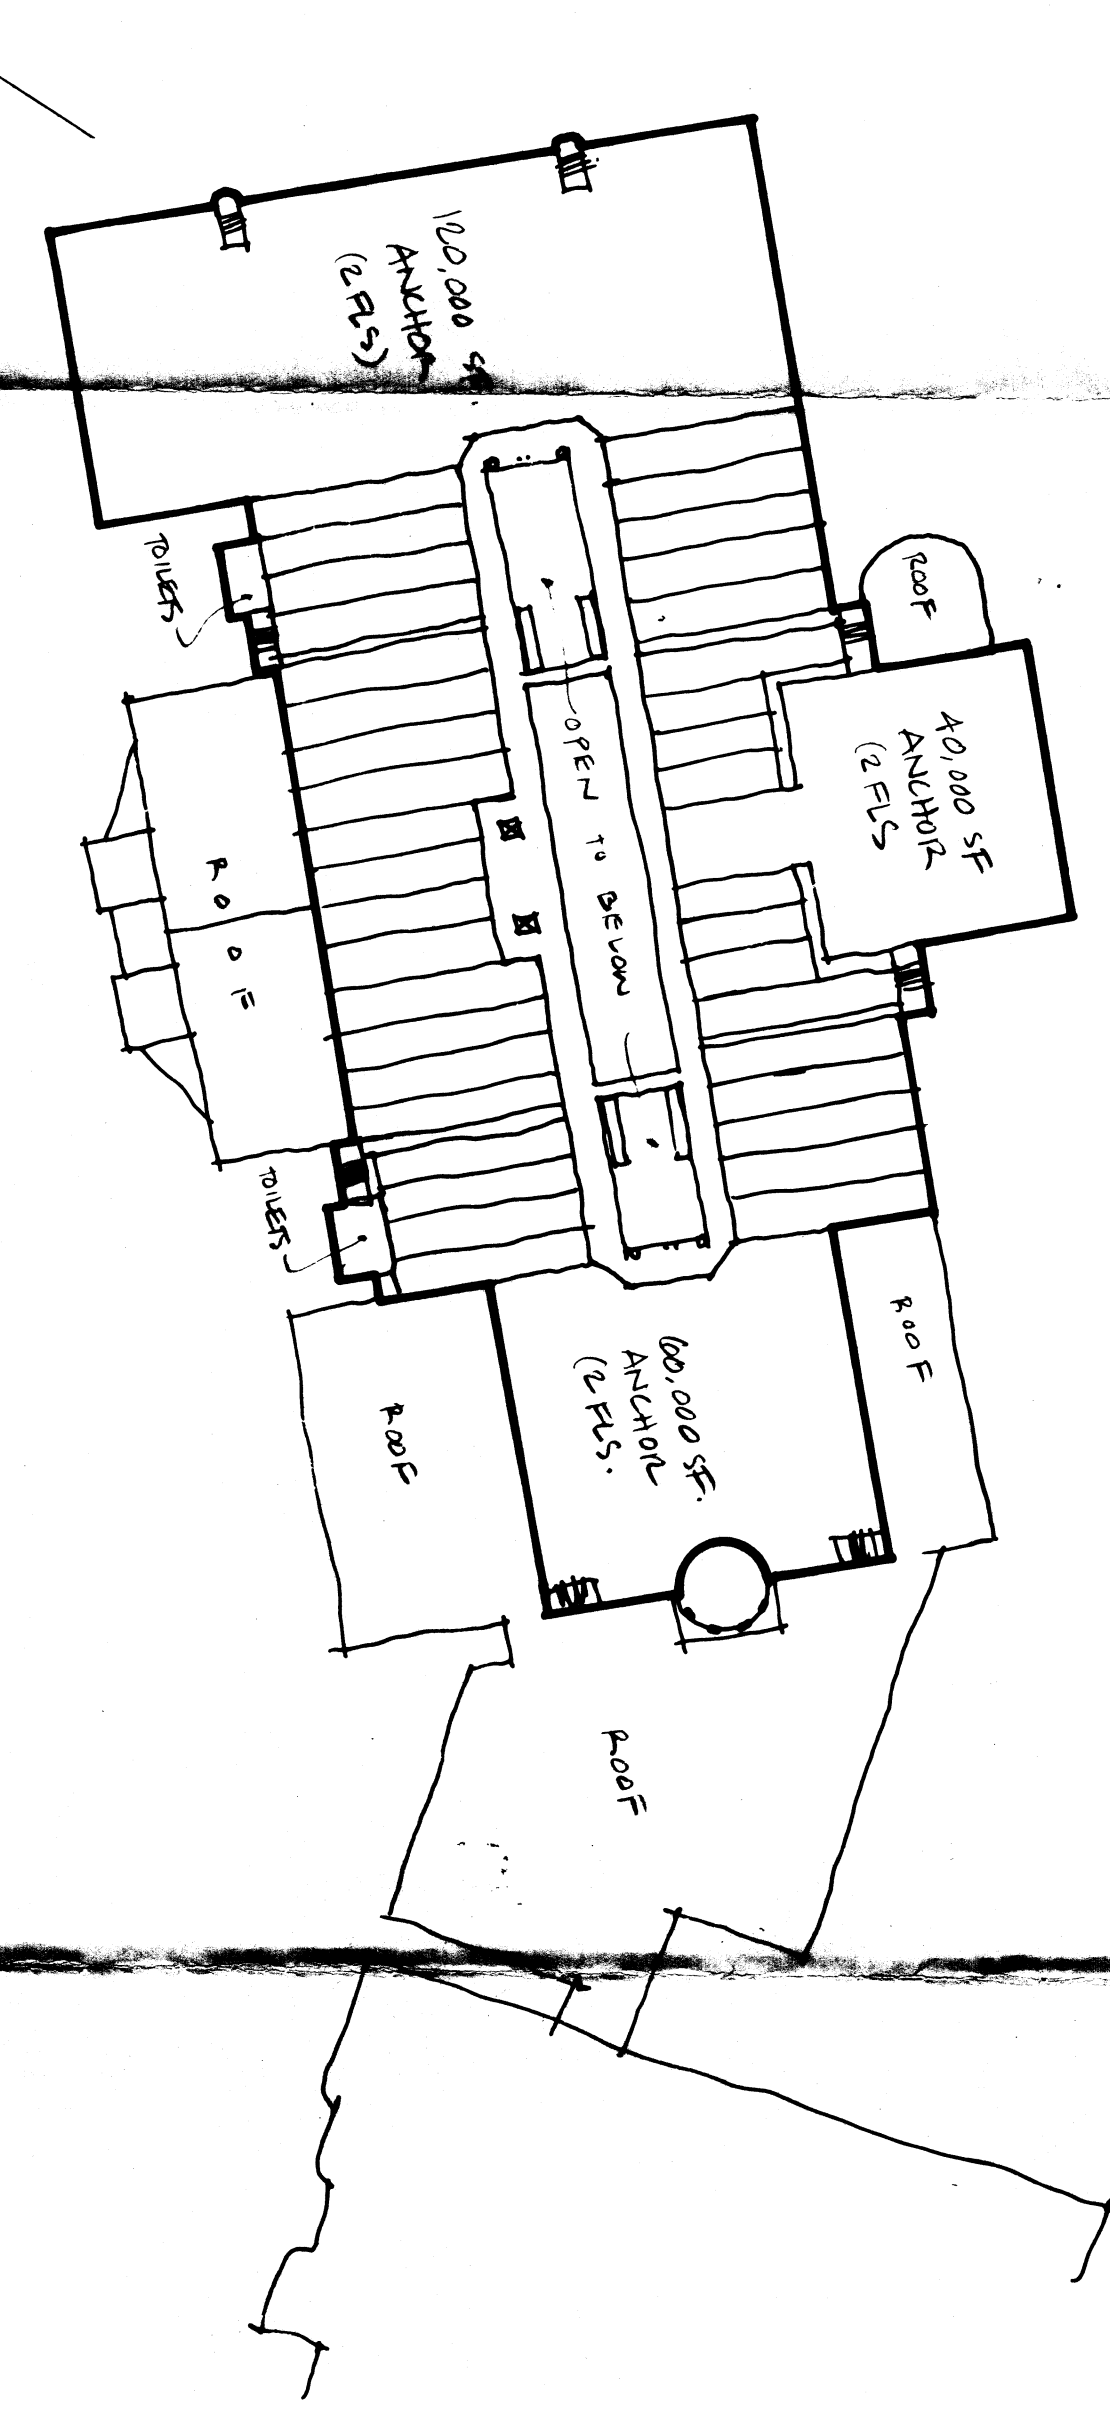 120,000 SF
ANCHOR
(2 FLS)
TOILETS
ROOF
40,000 SF
ANCHOR
(2 FLS
OPEN TO BELOW
ROOF
TOILETS
60,000 SF.
ANCHOR
(2 FLS.
ROOF
ROOF
ROOF